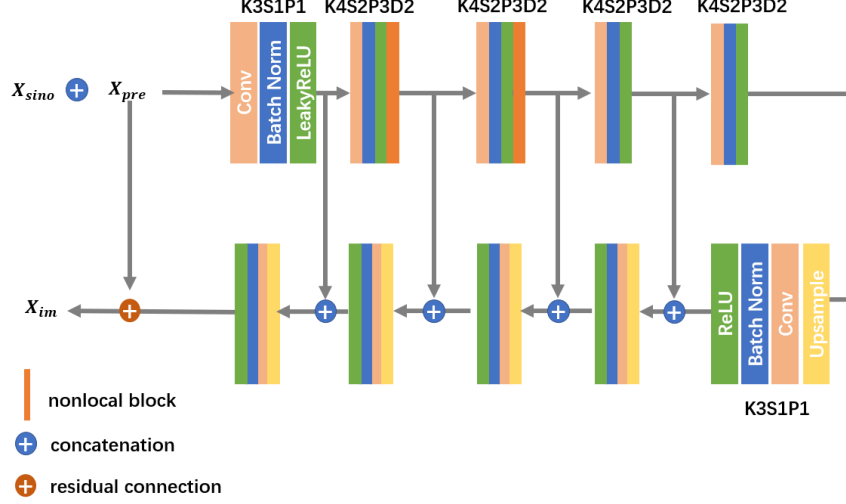 K3S1P1 K4S2P3D2 K4S2P3D2 K4S2P3D2 K4S2P3D2
X_sino + X_pre
Conv
Batch Norm
LeakyReLU
X_im
ReLU
Batch Norm
Conv
Upsample
K3S1P1
nonlocal block
concatenation
residual connection